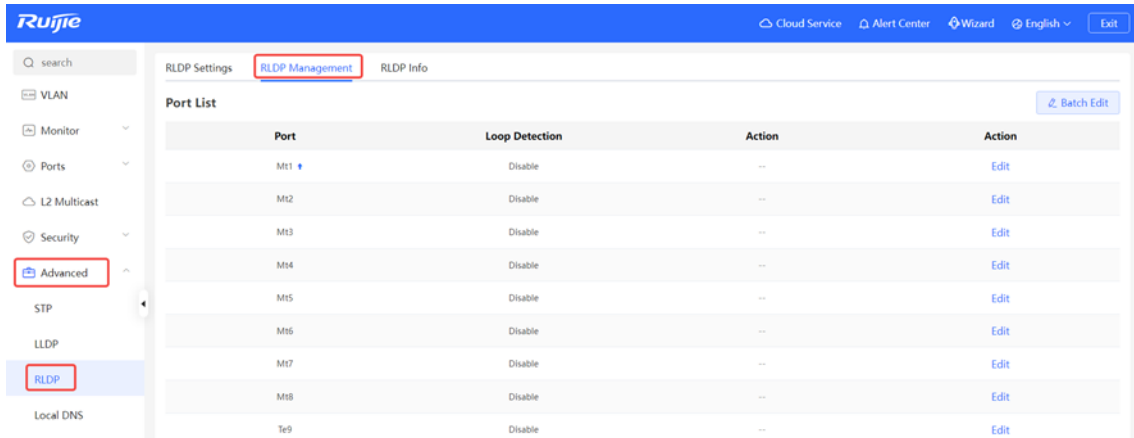 Ruijie
Cloud Service Alert Center Wizard English Exit
search
VLAN
Monitor
Ports
L2 Multicast
Security
Advanced
STP
LLDP
RLDP
Local DNS
RLDP Settings RLDP Management RLDP Info
Port List Batch Edit
Port Loop Detection Action Action
Mt1 Disable -- Edit
Mt2 Disable -- Edit
Mt3 Disable -- Edit
Mt4 Disable -- Edit
Mt5 Disable -- Edit
Mt6 Disable -- Edit
Mt7 Disable -- Edit
Mt8 Disable -- Edit
Te9 Disable -- Edit